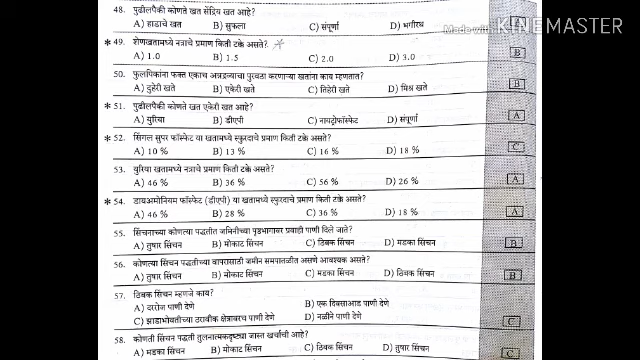 48. पुढीलपैकी कोणते खत सेंद्रिय खत आहे?
A) हाडाचे खत B) सुफला C) संपूर्णा D) भगीरथ A
Made with KINEMASTER
* 49. शेणखतामध्ये नत्राचे प्रमाण किती टक्के असते?
A) 1.0 B) 1.5 C) 2.0 D) 3.0 B
50. फुलपिकांना फक्त एकाच अन्नद्रव्याचा पुरवठा करणाऱ्या खतांना काय म्हणतात?
A) दुहेरी खते B) एकेरी खते C) तिहेरी खते D) मिश्र खते B
* 51. पुढीलपैकी कोणते खत एकेरी खत आहे?
A) युरिया B) डीएपी C) नायट्रोफॉस्फेट D) संपूर्णा A
* 52. सिंगल सुपर फॉस्फेट या खतामध्ये स्फुरदाचे प्रमाण किती टक्के असते?
A) 10 % B) 13 % C) 16 % D) 18 % C
53. युरिया खतामध्ये नत्राचे प्रमाण किती टक्के असते?
A) 46 % B) 36 % C) 56 % D) 26 % A
* 54. डायअमोनियम फॉस्फेट (डीएपी) या खतामध्ये स्फुरदाचे प्रमाण किती टक्के असते?
A) 46 % B) 28 % C) 36 % D) 18 % A
55. सिंचनाच्या कोणत्या पद्धतीत जमिनीच्या पृष्ठभागावर प्रवाही पाणी दिले जाते?
A) तुषार सिंचन B) मोकाट सिंचन C) ठिबक सिंचन D) मडका सिंचन B
56. कोणत्या सिंचन पद्धतीच्या वापरासाठी जमीन समपातळीत असणे आवश्यक असते?
A) तुषार सिंचन B) मोकाट सिंचन C) मडका सिंचन D) ठिबक सिंचन B
57. ठिबक सिंचन म्हणजे काय?
A) दररोज पाणी देणे B) एक दिवसाआड पाणी देणे
C) झाडाभोवतीच्या ठरावीक क्षेत्रावरच पाणी देणे D) नळीने पाणी देणे C
58. कोणती सिंचन पद्धती तुलनात्मकदृष्ट्या जास्त खर्चाची आहे?
A) मडका सिंचन B) मोकाट सिंचन C) ठिबक सिंचन D) तुषार सिंचन C